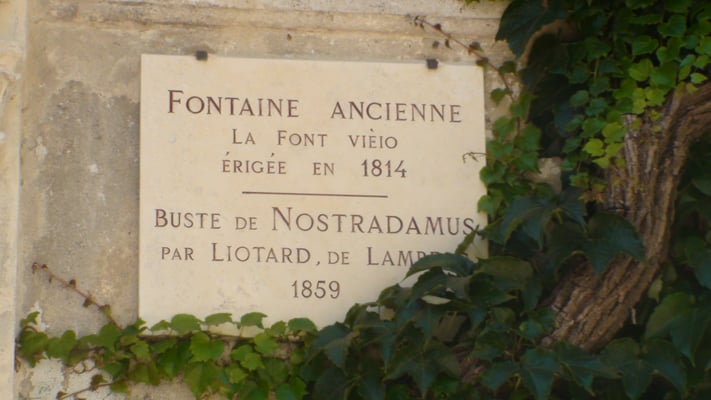 FONTAINE ANCIENNE
LA FONT VIÈIO
ÉRIGÉE EN 1814
BUSTE DE NOSTRADAMUS
PAR LIOTARD, DE
1859